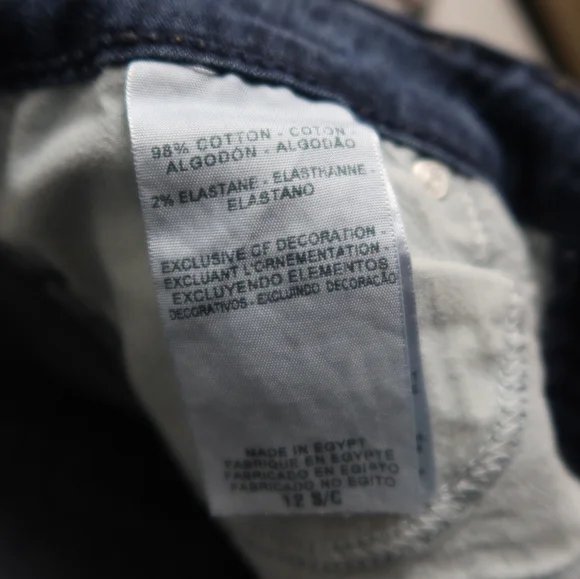 98% COTTON - COTON -
ALGODÓN - ALGODÃO
2% ELASTANE - ELASTHANNE -
ELASTANO
EXCLUSIVE OF DECORATION -
EXCLUANT L'ORNEMENTATION -
EXCLUYENDO ELEMENTOS
DECORATIVOS - EXCLUINDO DECORAÇÃO
MADE IN EGYPT
FABRIQUE EN EGYPTE
FABRICADO EN EGIPTO
FABRICADO NO EGITO
12 S/C